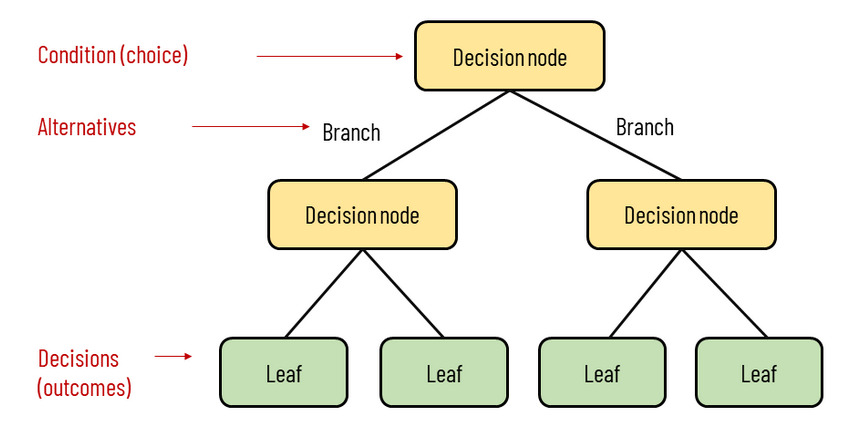 Condition (choice)
Decision node
Alternatives
Branch
Branch
Decision node
Decision node
Decisions
(outcomes)
Leaf
Leaf
Leaf
Leaf